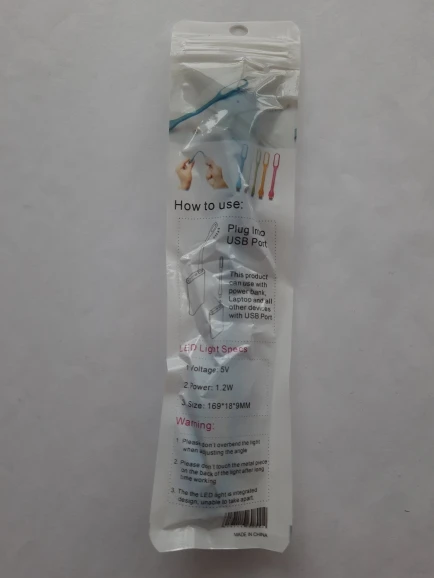 How to use:
Plug Into
USB Port
This product
can use with
power bank,
Laptop and all
other devices
with USB Port
LED Light Specs
1.Voltage: 5V
2.Power: 1.2W
3.Size: 169*18*9MM
Warning:
1. Please don't overbend the light
when adjusting the angle
2. Please don't touch the metal piece
on the back of the light after long
time working
3. The the LED light is integrated
design, unable to take apart.
MADE IN CHINA